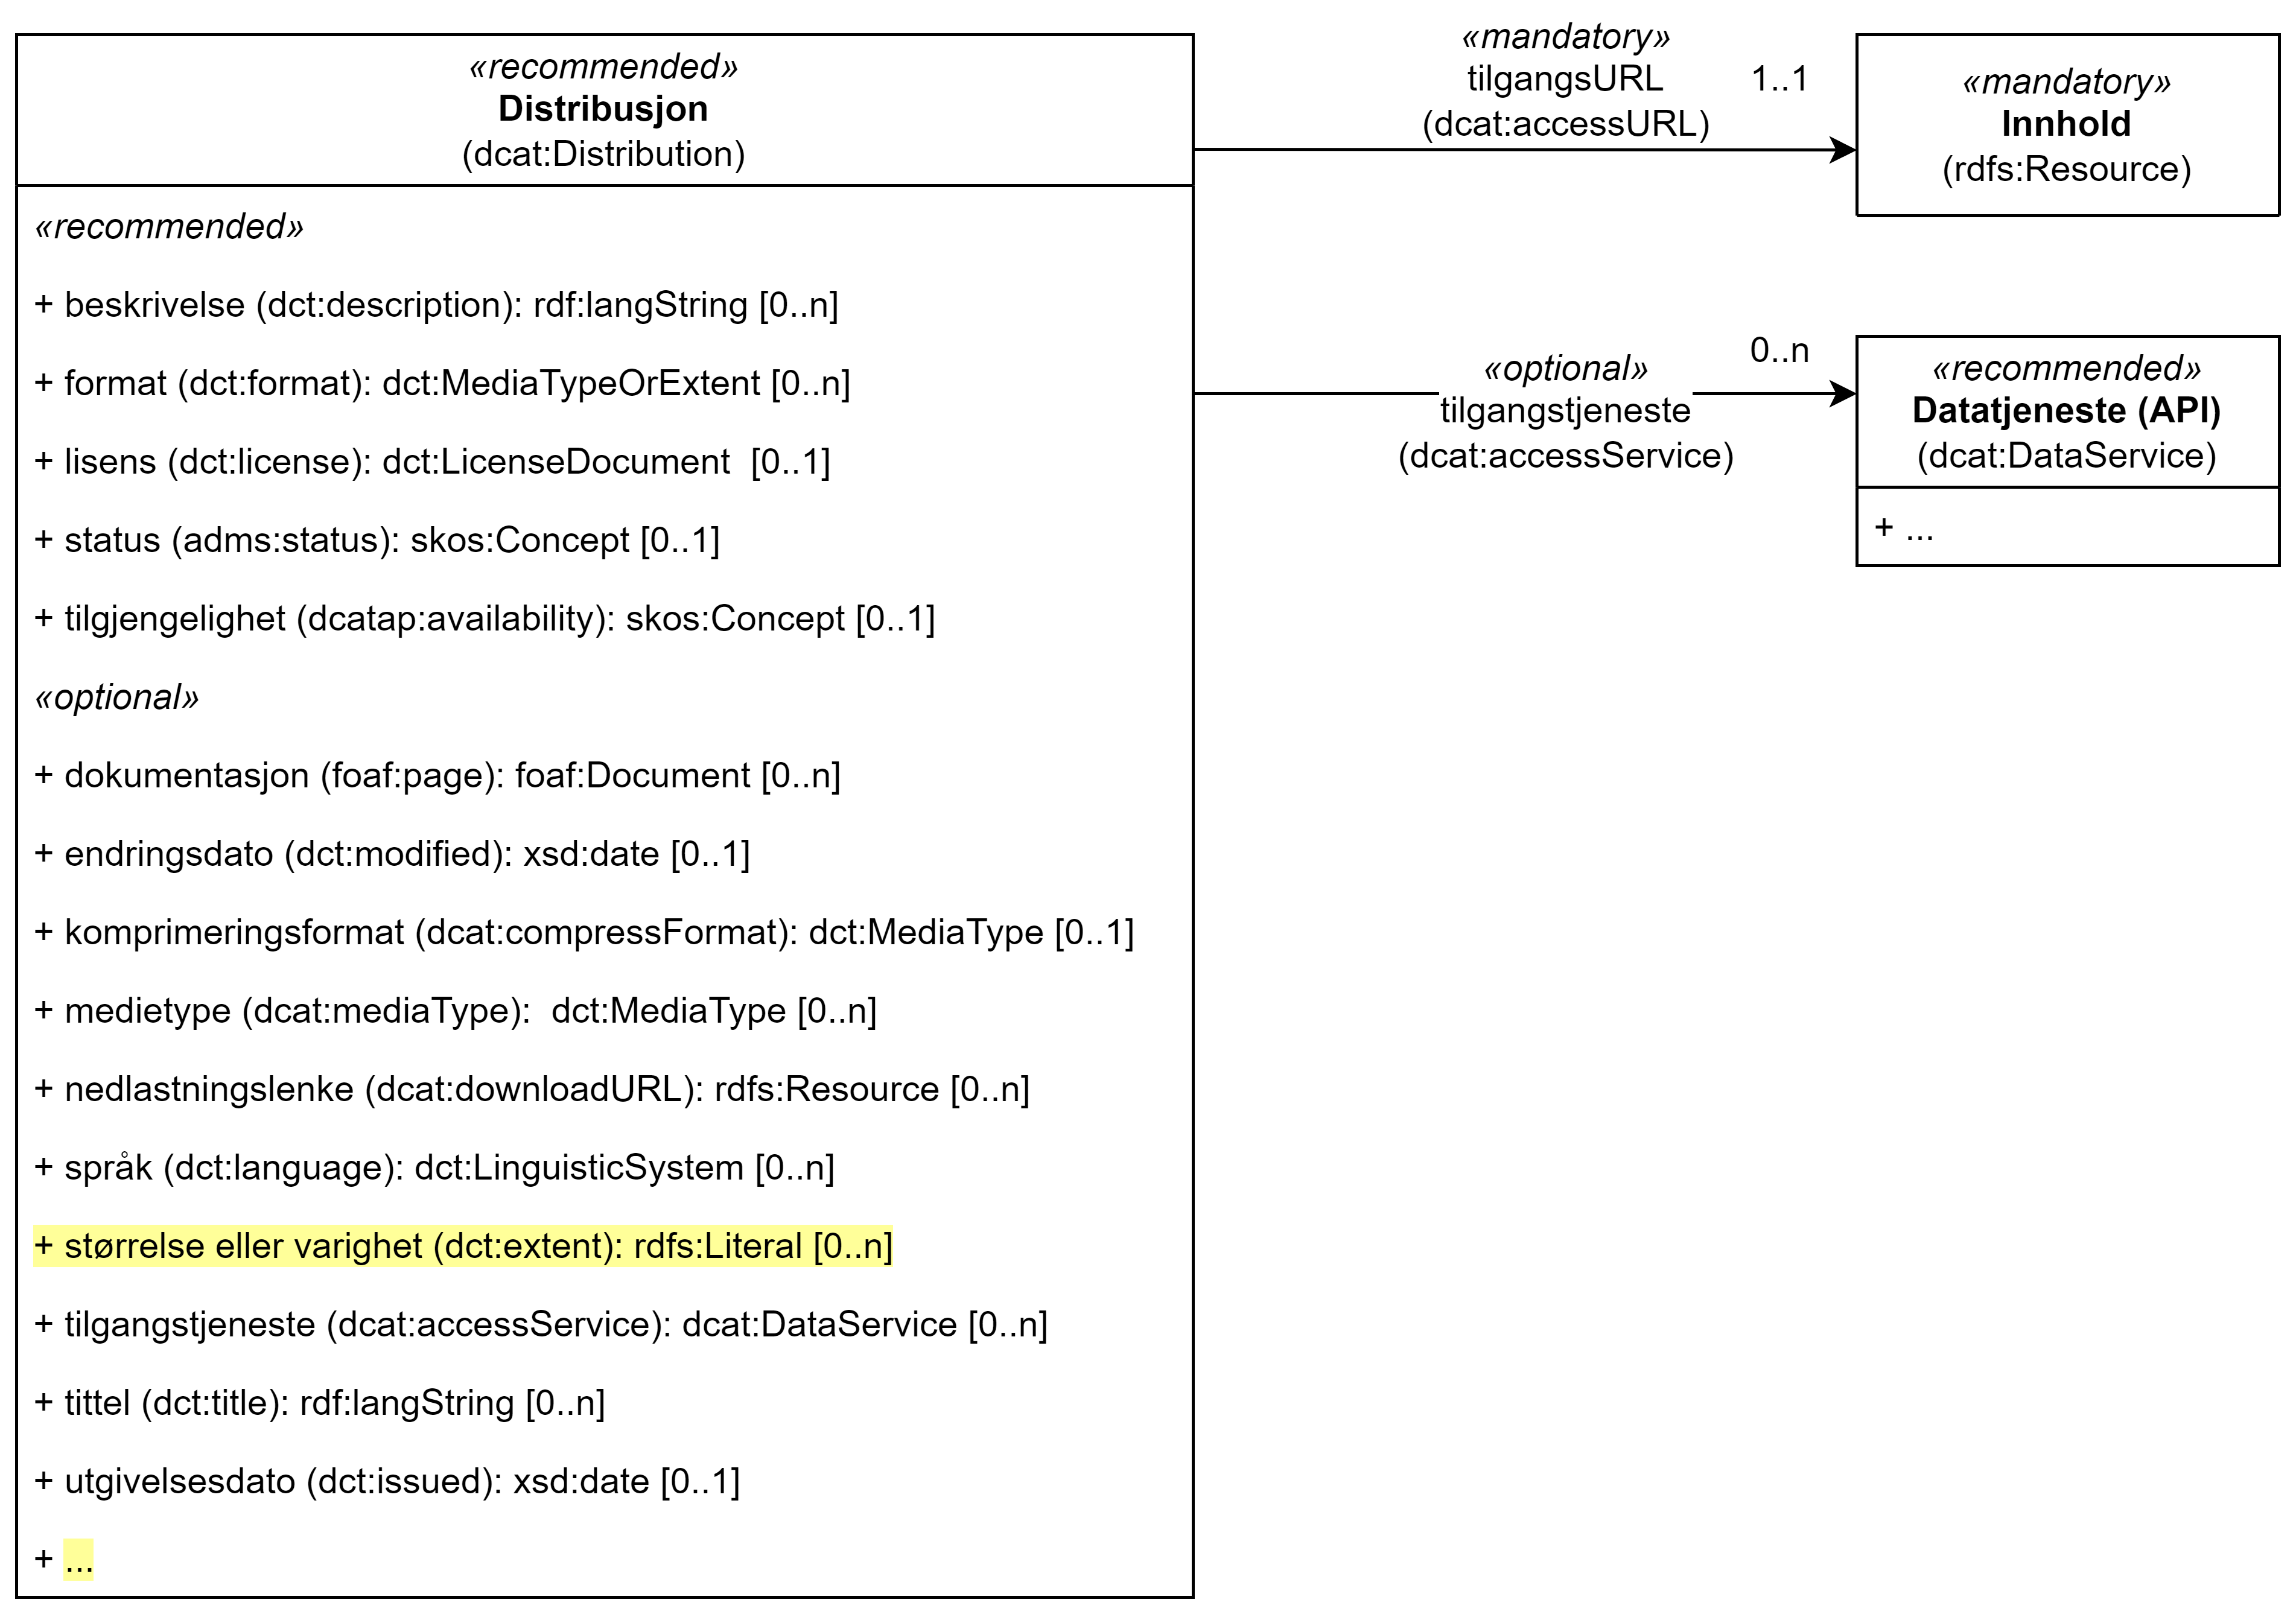 «recommended»
Distribusjon
(dcat:Distribution)
«recommended»
+ beskrivelse (dct:description): rdf:langString [0..n]
+ format (dct:format): dct:MediaTypeOrExtent [0..n]
+ lisens (dct:license): dct:LicenseDocument  [0..1]
+ status (adms:status): skos:Concept [0..1]
+ tilgjengelighet (dcatap:availability): skos:Concept [0..1]
«optional»
+ dokumentasjon (foaf:page): foaf:Document [0..n]
+ endringsdato (dct:modified): xsd:date [0..1]
+ komprimeringsformat (dcat:compressFormat): dct:MediaType [0..1]
+ medietype (dcat:mediaType):  dct:MediaType [0..n]
+ nedlastningslenke (dcat:downloadURL): rdfs:Resource [0..n]
+ språk (dct:language): dct:LinguisticSystem [0..n]
+ størrelse eller varighet (dct:extent): rdfs:Literal [0..n]
+ tilgangstjeneste (dcat:accessService): dcat:DataService [0..n]
+ tittel (dct:title): rdf:langString [0..n]
+ utgivelsesdato (dct:issued): xsd:date [0..1]
+ ...
«mandatory»
tilgangsURL
(dcat:accessURL)
1..1
«mandatory»
Innhold
(rdfs:Resource)
«optional»
tilgangstjeneste
(dcat:accessService)
0..n
«recommended»
Datatjeneste (API)
(dcat:DataService)
+ ...